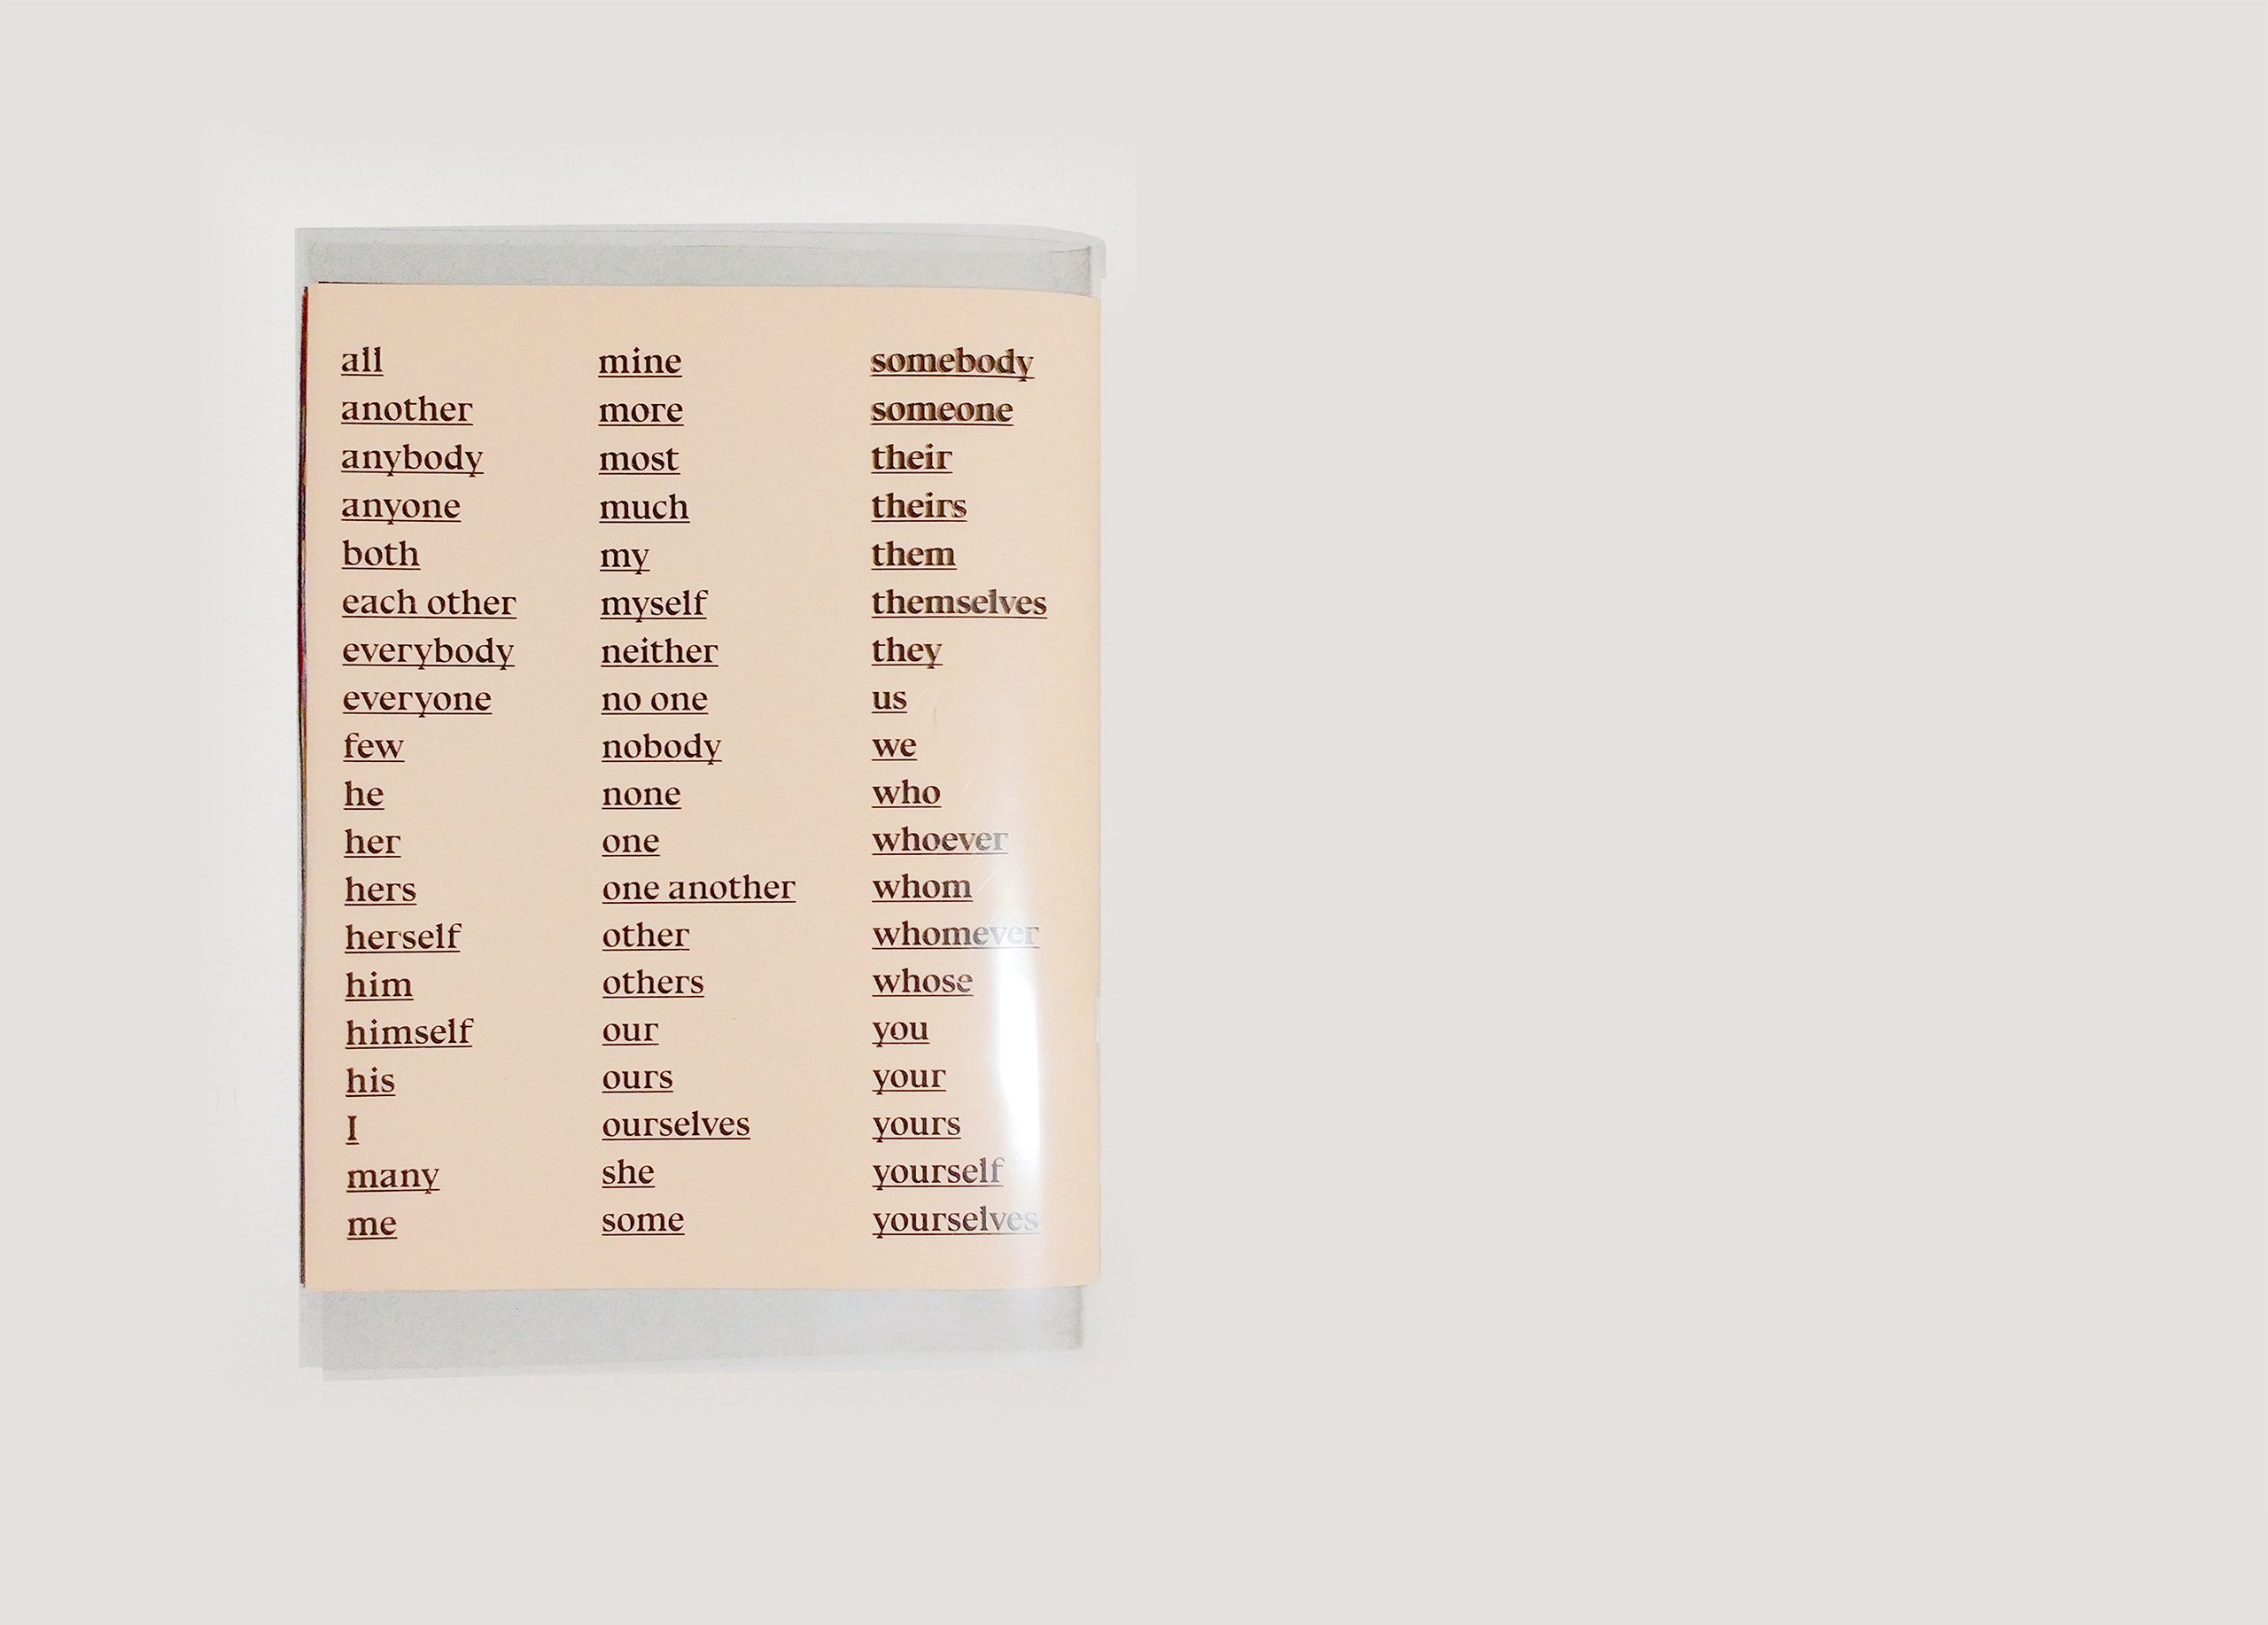 all
another
anybody
anyone
both
each other
everybody
everyone
few
he
her
hers
herself
him
himself
his
I
many
me
mine
more
most
much
my
myself
neither
no one
nobody
none
one
one another
other
others
our
ours
ourselves
she
some
somebody
someone
their
theirs
them
themselves
they
us
we
who
whoever
whom
whomever
whose
you
your
yours
yourself
yourselves